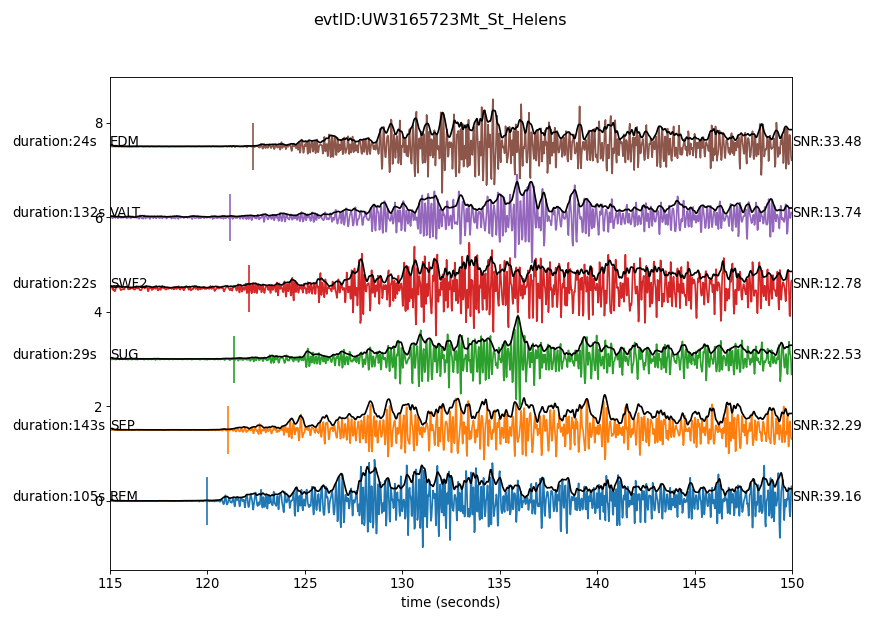 evtID:UW3165723Mt_St_Helens
8
duration:24s EDM SNR:33.48
duration:132s VALT SNR:13.74
6
duration:22s SWF2 SNR:12.78
4
duration:29s SUG SNR:22.53
2
duration:143s SEP SNR:32.29
duration:105s REM SNR:39.16
0
115 120 125 130 135 140 145 150
time (seconds)